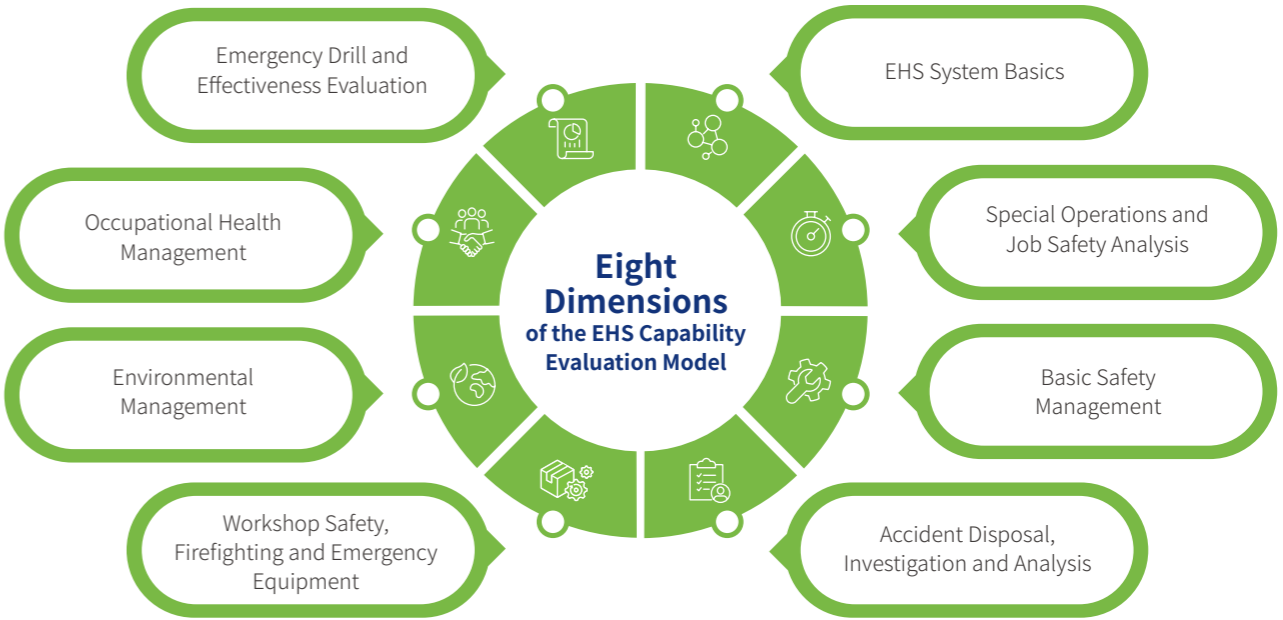 Emergency Drill and
Effectiveness Evaluation
EHS System Basics
Occupational Health
Management
Special Operations and
Job Safety Analysis
Eight
Dimensions
of the EHS Capability
Evaluation Model
Environmental
Management
Basic Safety
Management
Workshop Safety,
Firefighting and Emergency
Equipment
Accident Disposal,
Investigation and Analysis